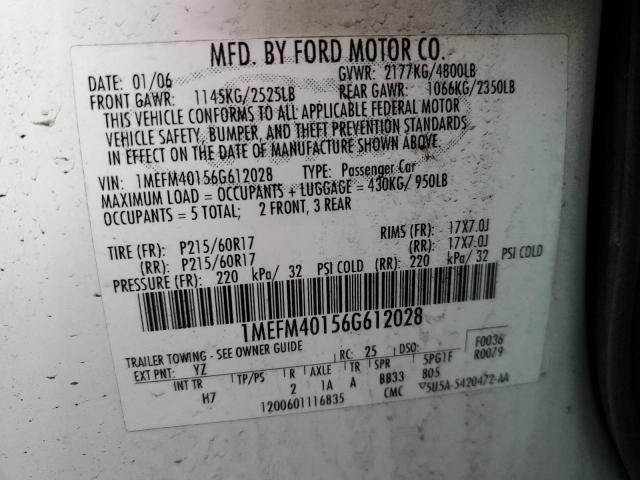 MFD. BY FORD MOTOR CO.
DATE: 01/06 GVWR: 2177KG/4800LB
FRONT GAWR: 1145KG/2525LB REAR GAWR: 1066KG/2350LB
THIS VEHICLE CONFORMS TO ALL APPLICABLE FEDERAL MOTOR
VEHICLE SAFETY, BUMPER, AND THEFT PREVENTION STANDARDS
IN EFFECT ON THE DATE OF MANUFACTURE SHOWN ABOVE.
VIN: 1MEFM40156G612028 TYPE: Passenger Car
MAXIMUM LOAD = OCCUPANTS + LUGGAGE = 430KG/ 950LB
OCCUPANTS = 5 TOTAL; 2 FRONT, 3 REAR
TIRE (FR): P215/60R17 RIMS (FR): 17X7.0J
(RR): P215/60R17 (RR): 17X7.0J
PRESSURE (FR): 220 kPa/ 32 PSI COLD (RR): 220 kPa/ 32 PSI COLD
1MEFM40156G612028
TRAILER TOWING - SEE OWNER GUIDE
EXT PNT: YZ RC: 25 DSO: F0036
R0079
INT TR TP/PS R AXLE TR SPR SPG1F
H7 2 1A A BB33 805
1200601116835 CMC 5U5A-5420472-AA